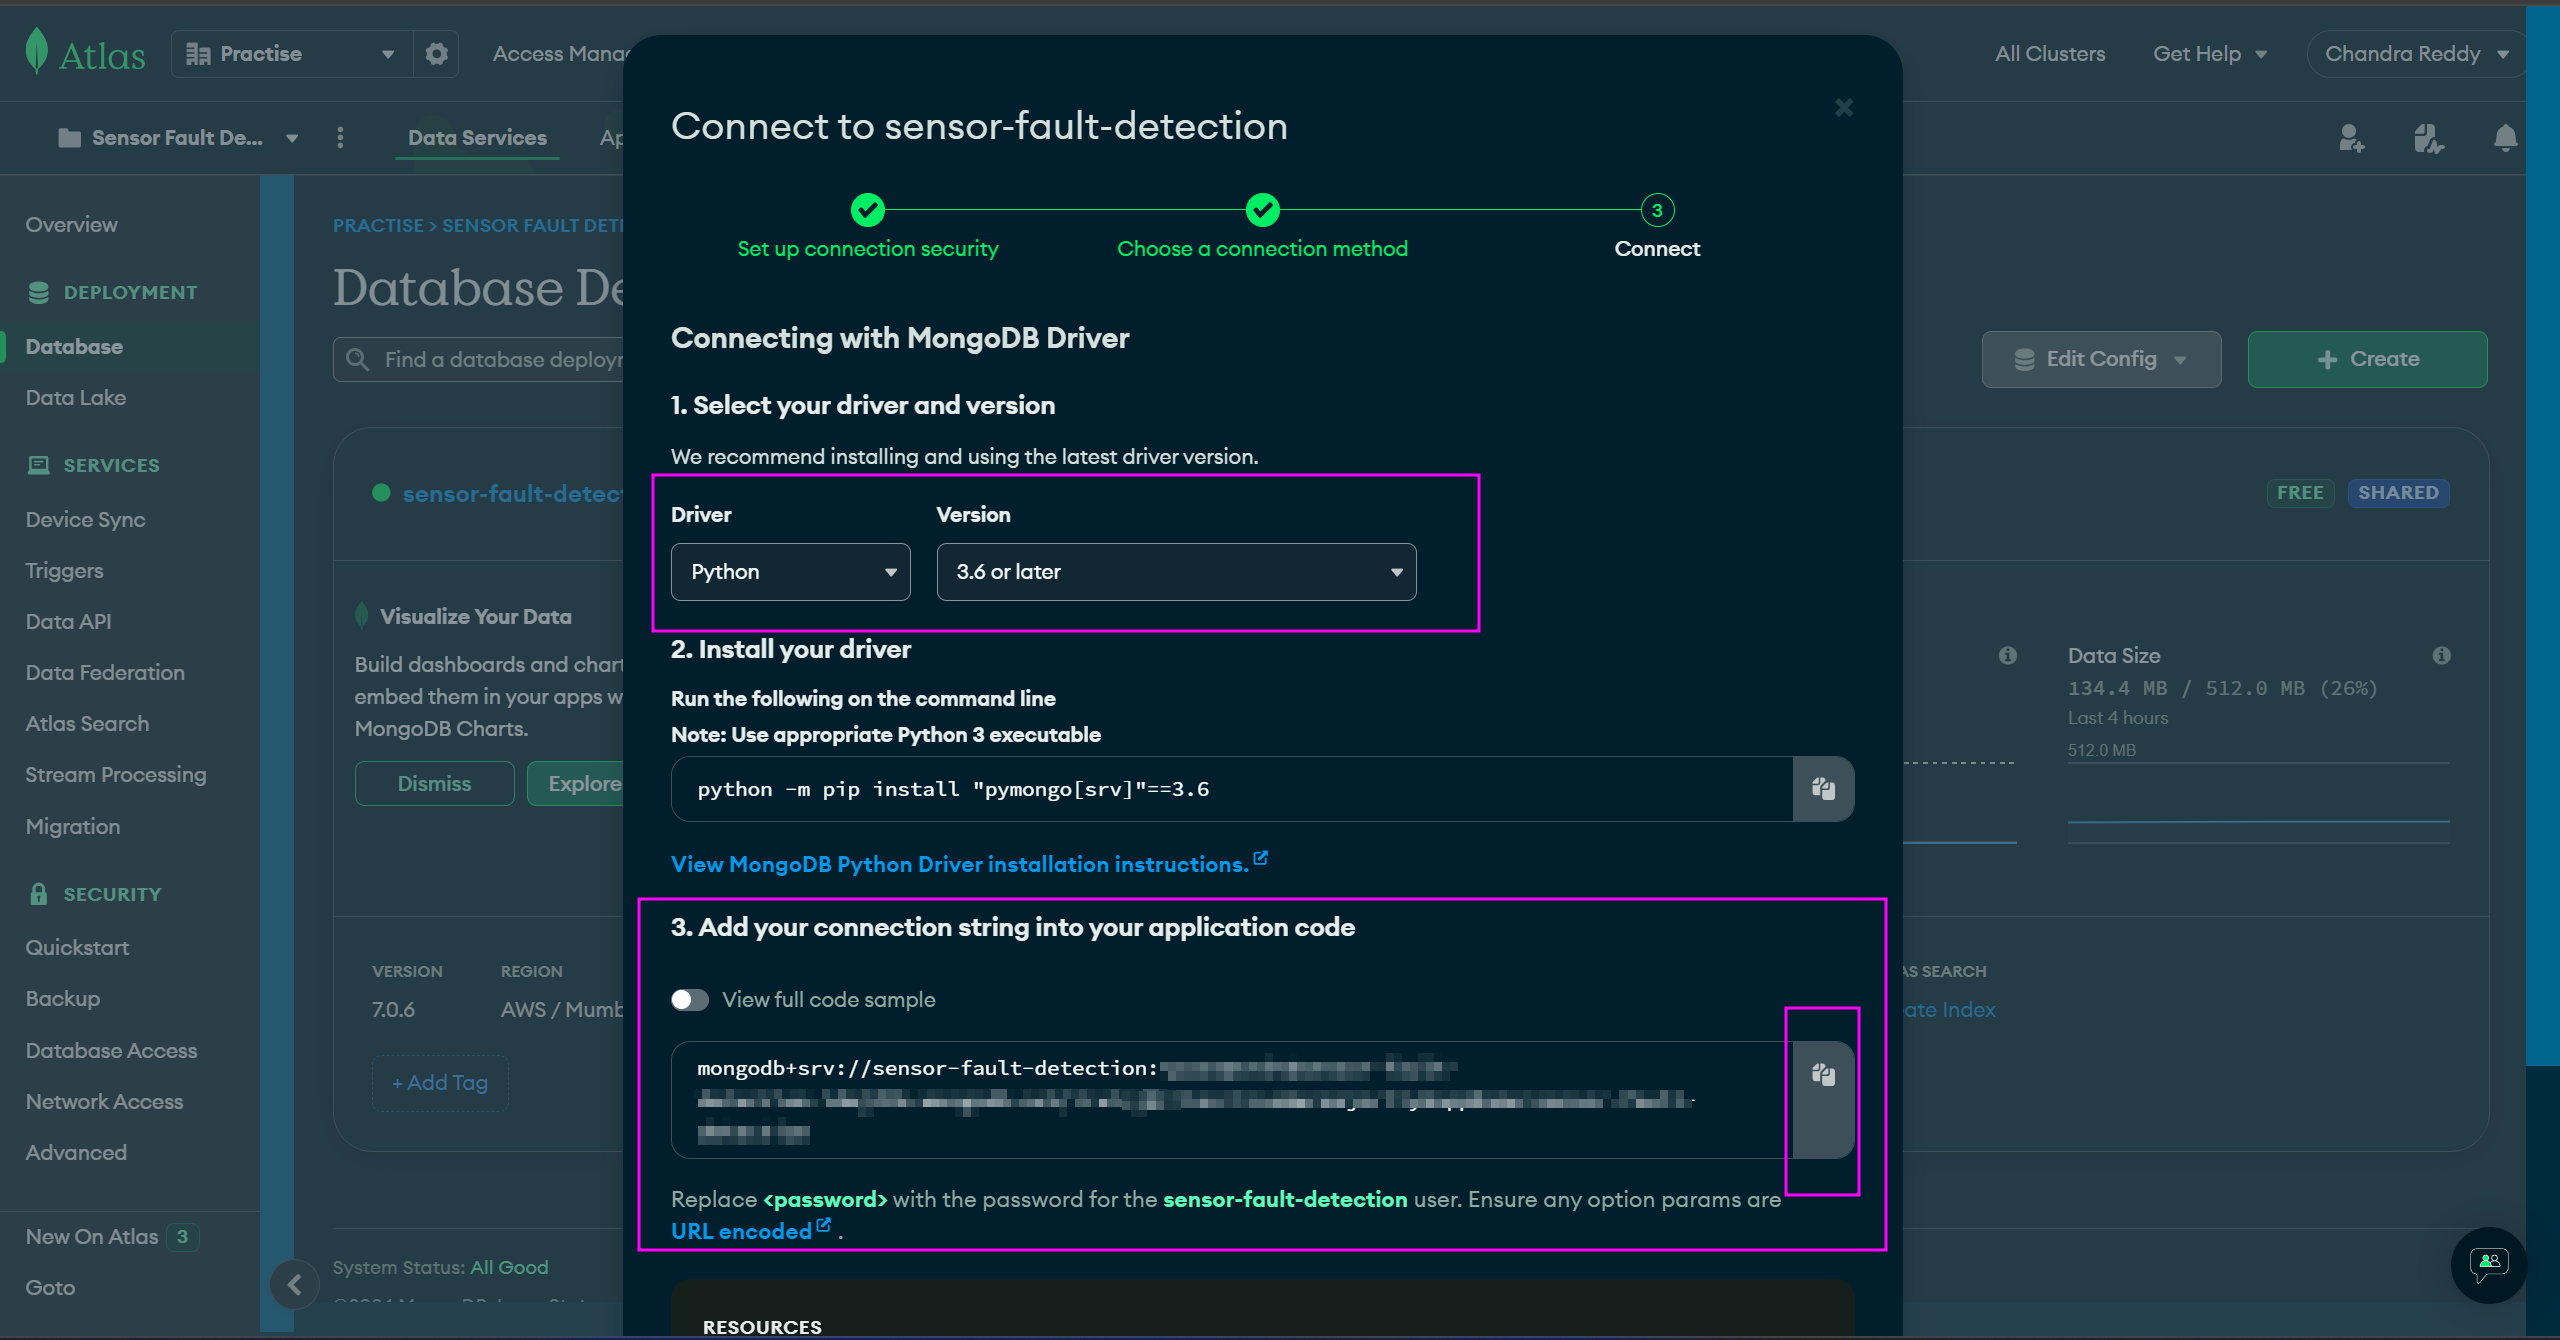 Atlas
Practise
Access Mana
All Clusters
Get Help
Chandra Reddy
Sensor Fault De...
Data Services
Ap
Overview
DEPLOYMENT
Database
Data Lake
SERVICES
Device Sync
Triggers
Data API
Data Federation
Atlas Search
Stream Processing
Migration
SECURITY
Quickstart
Backup
Database Access
Network Access
Advanced
New On Atlas 3
Goto
PRACTISE > SENSOR FAULT DETE
Database De
Find a database deployn
sensor-fault-detect
Visualize Your Data
Build dashboards and chart
embed them in your apps w
MongoDB Charts.
Dismiss
Explore
VERSION
7.0.6
REGION
AWS / Mumb
+ Add Tag
System Status: All Good
Connect to sensor-fault-detection
Set up connection security
Choose a connection method
3
Connect
Connecting with MongoDB Driver
1. Select your driver and version
We recommend installing and using the latest driver version.
Driver
Version
Python
3.6 or later
2. Install your driver
Run the following on the command line
Note: Use appropriate Python 3 executable
python -m pip install "pymongo[srv]"==3.6
View MongoDB Python Driver installation instructions.
3. Add your connection string into your application code
View full code sample
mongodb+srv://sensor-fault-detection:
Replace <password> with the password for the sensor-fault-detection user. Ensure any option params are
URL encoded .
RESOURCES
Edit Config
+ Create
FREE
SHARED
Data Size
134.4 MB / 512.0 MB (26%)
Last 4 hours
512.0 MB
AS SEARCH
ate Index